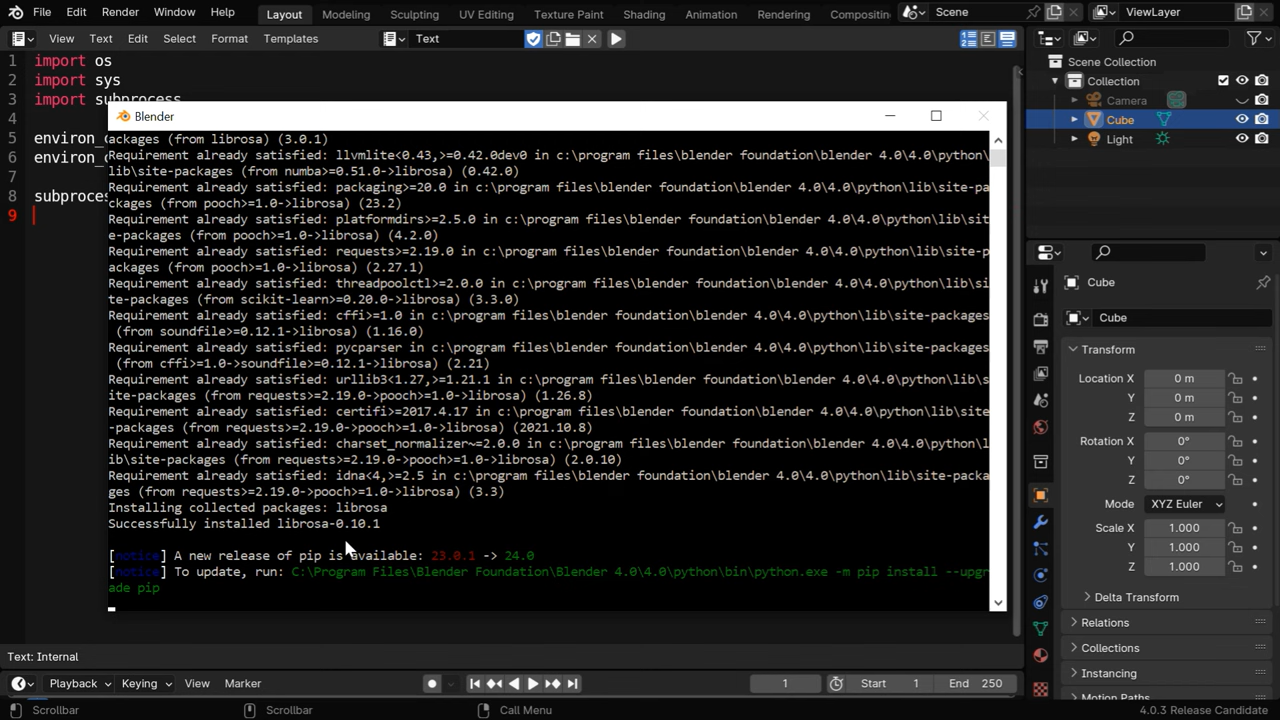 File Edit Render Window Help Layout Modeling Sculpting UV Editing Texture Paint Shading Animation Rendering Compositing Scene ViewLayer
View Text Edit Select Format Templates Text
1 import os
2 import sys
3 import subprocess
4
5 environ_
6 environ_
7
8 subproces
9
Blender
ackages (from librosa) (3.0.1)
Requirement already satisfied: llvmlite<0.43,>=0.42.0dev0 in c:\program files\blender foundation\blender 4.0\4.0\python\
lib\site-packages (from numba>=0.51.0->librosa) (0.42.0)
Requirement already satisfied: packaging>=20.0 in c:\program files\blender foundation\blender 4.0\4.0\python\lib\site-pa
ckages (from pooch>=1.0->librosa) (23.2)
Requirement already satisfied: platformdirs>=2.5.0 in c:\program files\blender foundation\blender 4.0\4.0\python\lib\sit
e-packages (from pooch>=1.0->librosa) (4.2.0)
Requirement already satisfied: requests>=2.19.0 in c:\program files\blender foundation\blender 4.0\4.0\python\lib\site-p
ackages (from pooch>=1.0->librosa) (2.27.1)
Requirement already satisfied: threadpoolctl>=2.0.0 in c:\program files\blender foundation\blender 4.0\4.0\python\lib\si
te-packages (from scikit-learn>=0.20.0->librosa) (3.3.0)
Requirement already satisfied: cffi>=1.0 in c:\program files\blender foundation\blender 4.0\4.0\python\lib\site-packages
(from soundfile>=0.12.1->librosa) (1.16.0)
Requirement already satisfied: pycparser in c:\program files\blender foundation\blender 4.0\4.0\python\lib\site-packages
(from cffi>=1.0->soundfile>=0.12.1->librosa) (2.21)
Requirement already satisfied: urllib3<1.27,>=1.21.1 in c:\program files\blender foundation\blender 4.0\4.0\python\lib\s
ite-packages (from requests>=2.19.0->pooch>=1.0->librosa) (1.26.8)
Requirement already satisfied: certifi>=2017.4.17 in c:\program files\blender foundation\blender 4.0\4.0\python\lib\site
-packages (from requests>=2.19.0->pooch>=1.0->librosa) (2021.10.8)
Requirement already satisfied: charset_normalizer~=2.0.0 in c:\program files\blender foundation\blender 4.0\4.0\python\l
ib\site-packages (from requests>=2.19.0->pooch>=1.0->librosa) (2.0.10)
Requirement already satisfied: idna<4,>=2.5 in c:\program files\blender foundation\blender 4.0\4.0\python\lib\site-packa
ges (from requests>=2.19.0->pooch>=1.0->librosa) (3.3)
Installing collected packages: librosa
Successfully installed librosa-0.10.1
[notice] A new release of pip is available: 23.0.1 -> 24.0
[notice] To update, run: C:\Program Files\Blender Foundation\Blender 4.0\4.0\python\bin\python.exe -m pip install --upgr
ade pip
Scene Collection
Collection
Camera
Cube
Light
Cube
Cube
Transform
Location X 0 m
Y 0 m
Z 0 m
Rotation X 0°
Y 0°
Z 0°
Mode XYZ Euler
Scale X 1.000
Y 1.000
Z 1.000
Delta Transform
Relations
Collections
Instancing
Motion Paths
Text: Internal
Playback Keying View Marker 1 Start 1 End 250
Scrollbar Scrollbar Call Menu 4.0.3 Release Candidate